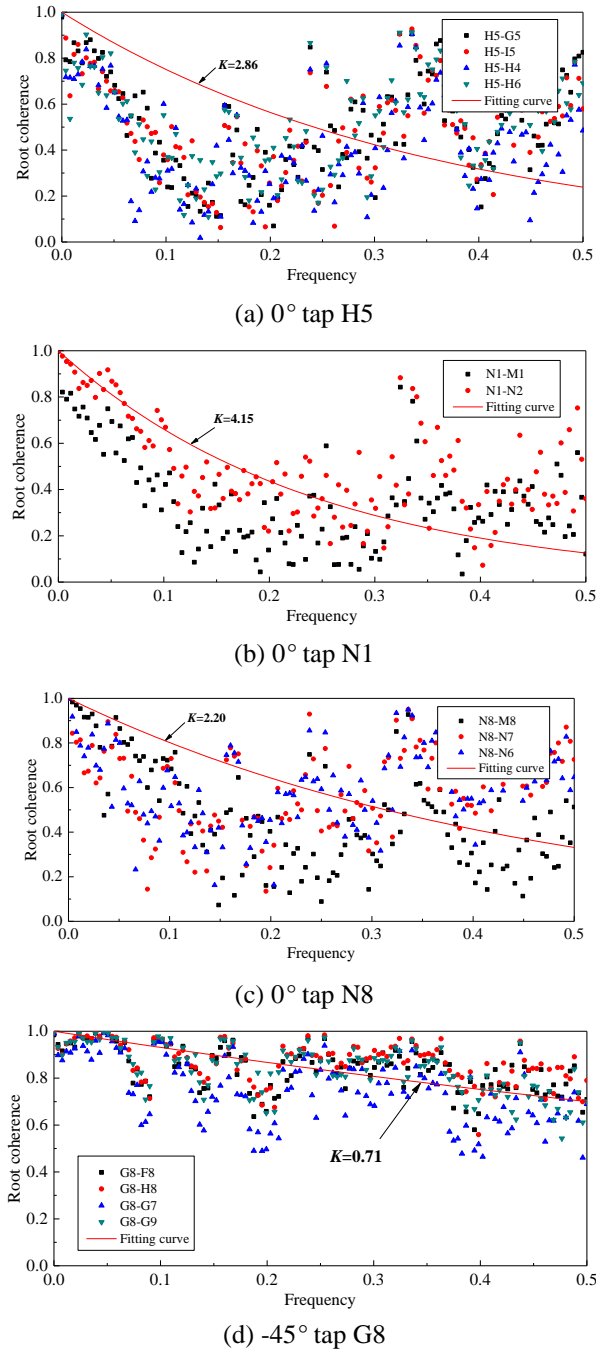 1.0
0.8
0.6
0.4
0.2
0.0
Root coherence
K=2.86
H5-G5
H5-I5
H5-H4
H5-H6
Fitting curve
0.0 0.1 0.2 0.3 0.4 0.5
Frequency
(a) 0° tap H5
1.0
0.8
0.6
0.4
0.2
0.0
Root coherence
K=4.15
N1-M1
N1-N2
Fitting curve
0.0 0.1 0.2 0.3 0.4 0.5
Frequency
(b) 0° tap N1
1.0
0.8
0.6
0.4
0.2
0.0
Root coherence
K=2.20
N8-M8
N8-N7
N8-N6
Fitting curve
0.0 0.1 0.2 0.3 0.4 0.5
Frequency
(c) 0° tap N8
1.0
0.8
0.6
0.4
0.2
0.0
Root coherence
K=0.71
G8-F8
G8-H8
G8-G7
G8-G9
Fitting curve
0.0 0.1 0.2 0.3 0.4 0.5
Frequency
(d) -45° tap G8